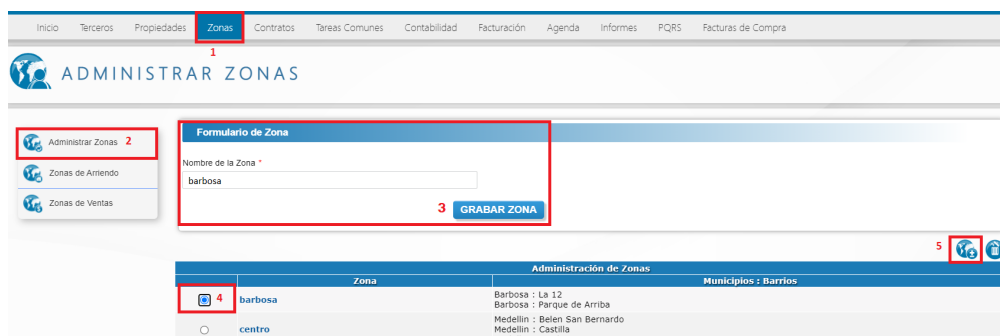 Inicio Terceros Propiedades Zonas Contratos Tareas Comunes Contabilidad Facturación Agenda Informes PQRS Facturas de Compra
1
ADMINISTRAR ZONAS
Administrar Zonas 2
Zonas de Arriendo
Zonas de Ventas
Formulario de Zona
Nombre de la Zona *
barbosa
3 GRABAR ZONA
5
Administración de Zonas
Zona Municipios : Barrios
4 barbosa Barbosa : La 12
Barbosa : Parque de Arriba
centro Medellin : Belen San Bernardo
Medellin : Castilla